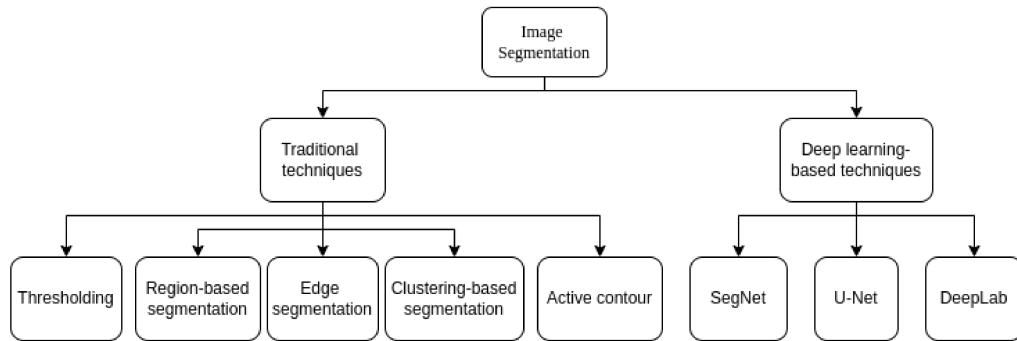 Image
Segmentation
Traditional
techniques
Deep learning-
based techniques
Thresholding
Region-based
segmentation
Edge
segmentation
Clustering-based
segmentation
Active contour
SegNet
U-Net
DeepLab